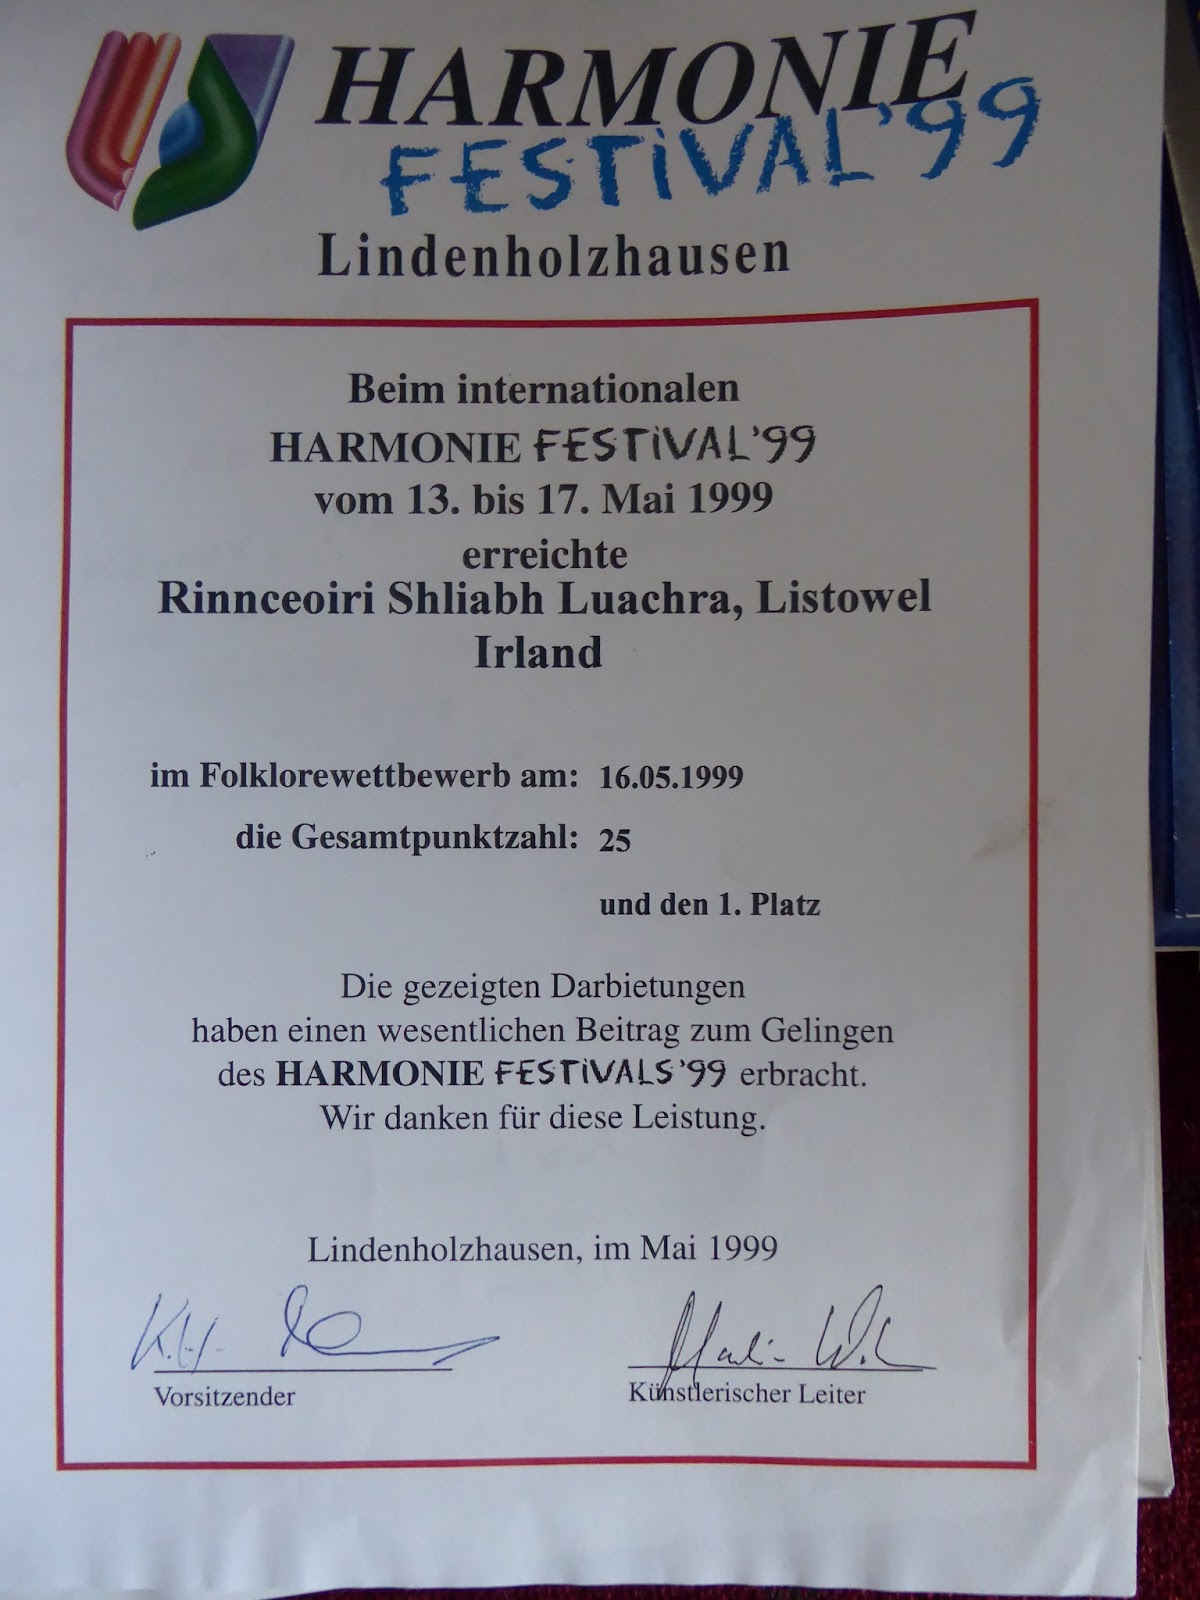 HARMONIE
FESTiVAL'99
Lindenholzhausen
Beim internationalen
HARMONIE FESTiVAL'99
vom 13. bis 17. Mai 1999
erreichte
Rinnceoiri Shliabh Luachra, Listowel
Irland
im Folklorewettbewerb am: 16.05.1999
die Gesamtpunktzahl: 25
und den 1. Platz
Die gezeigten Darbietungen
haben einen wesentlichen Beitrag zum Gelingen
des HARMONIE FESTiVALS'99 erbracht.
Wir danken für diese Leistung.
Lindenholzhausen, im Mai 1999
Vorsitzender
Künstlerischer Leiter